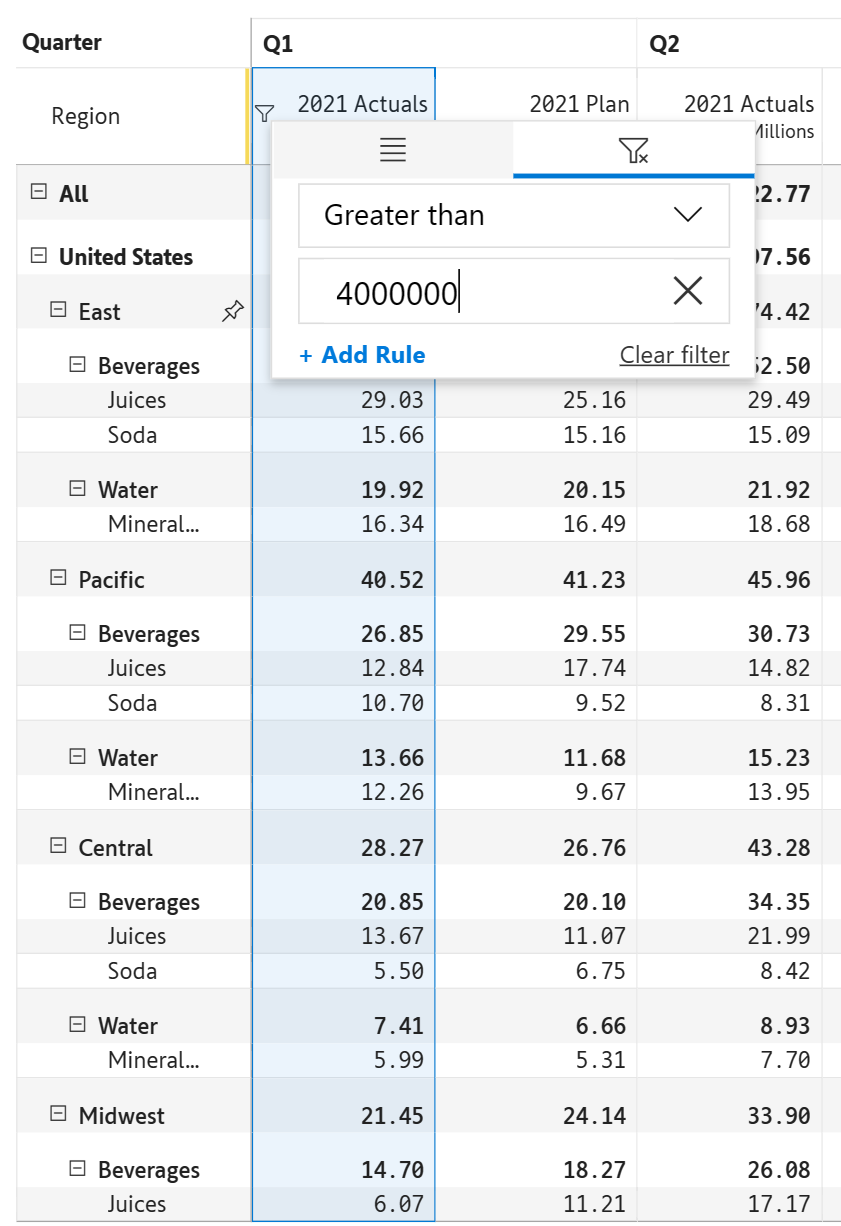 Quarter Q1 Q2
Region 2021 Actuals 2021 Plan 2021 Actuals
Millions
All 22.77
Greater than
United States 97.56
4000000
East 74.42
+ Add Rule Clear filter
Beverages 52.50
Juices 29.03 25.16 29.49
Soda 15.66 15.16 15.09
Water 19.92 20.15 21.92
Mineral... 16.34 16.49 18.68
Pacific 40.52 41.23 45.96
Beverages 26.85 29.55 30.73
Juices 12.84 17.74 14.82
Soda 10.70 9.52 8.31
Water 13.66 11.68 15.23
Mineral... 12.26 9.67 13.95
Central 28.27 26.76 43.28
Beverages 20.85 20.10 34.35
Juices 13.67 11.07 21.99
Soda 5.50 6.75 8.42
Water 7.41 6.66 8.93
Mineral... 5.99 5.31 7.70
Midwest 21.45 24.14 33.90
Beverages 14.70 18.27 26.08
Juices 6.07 11.21 17.17